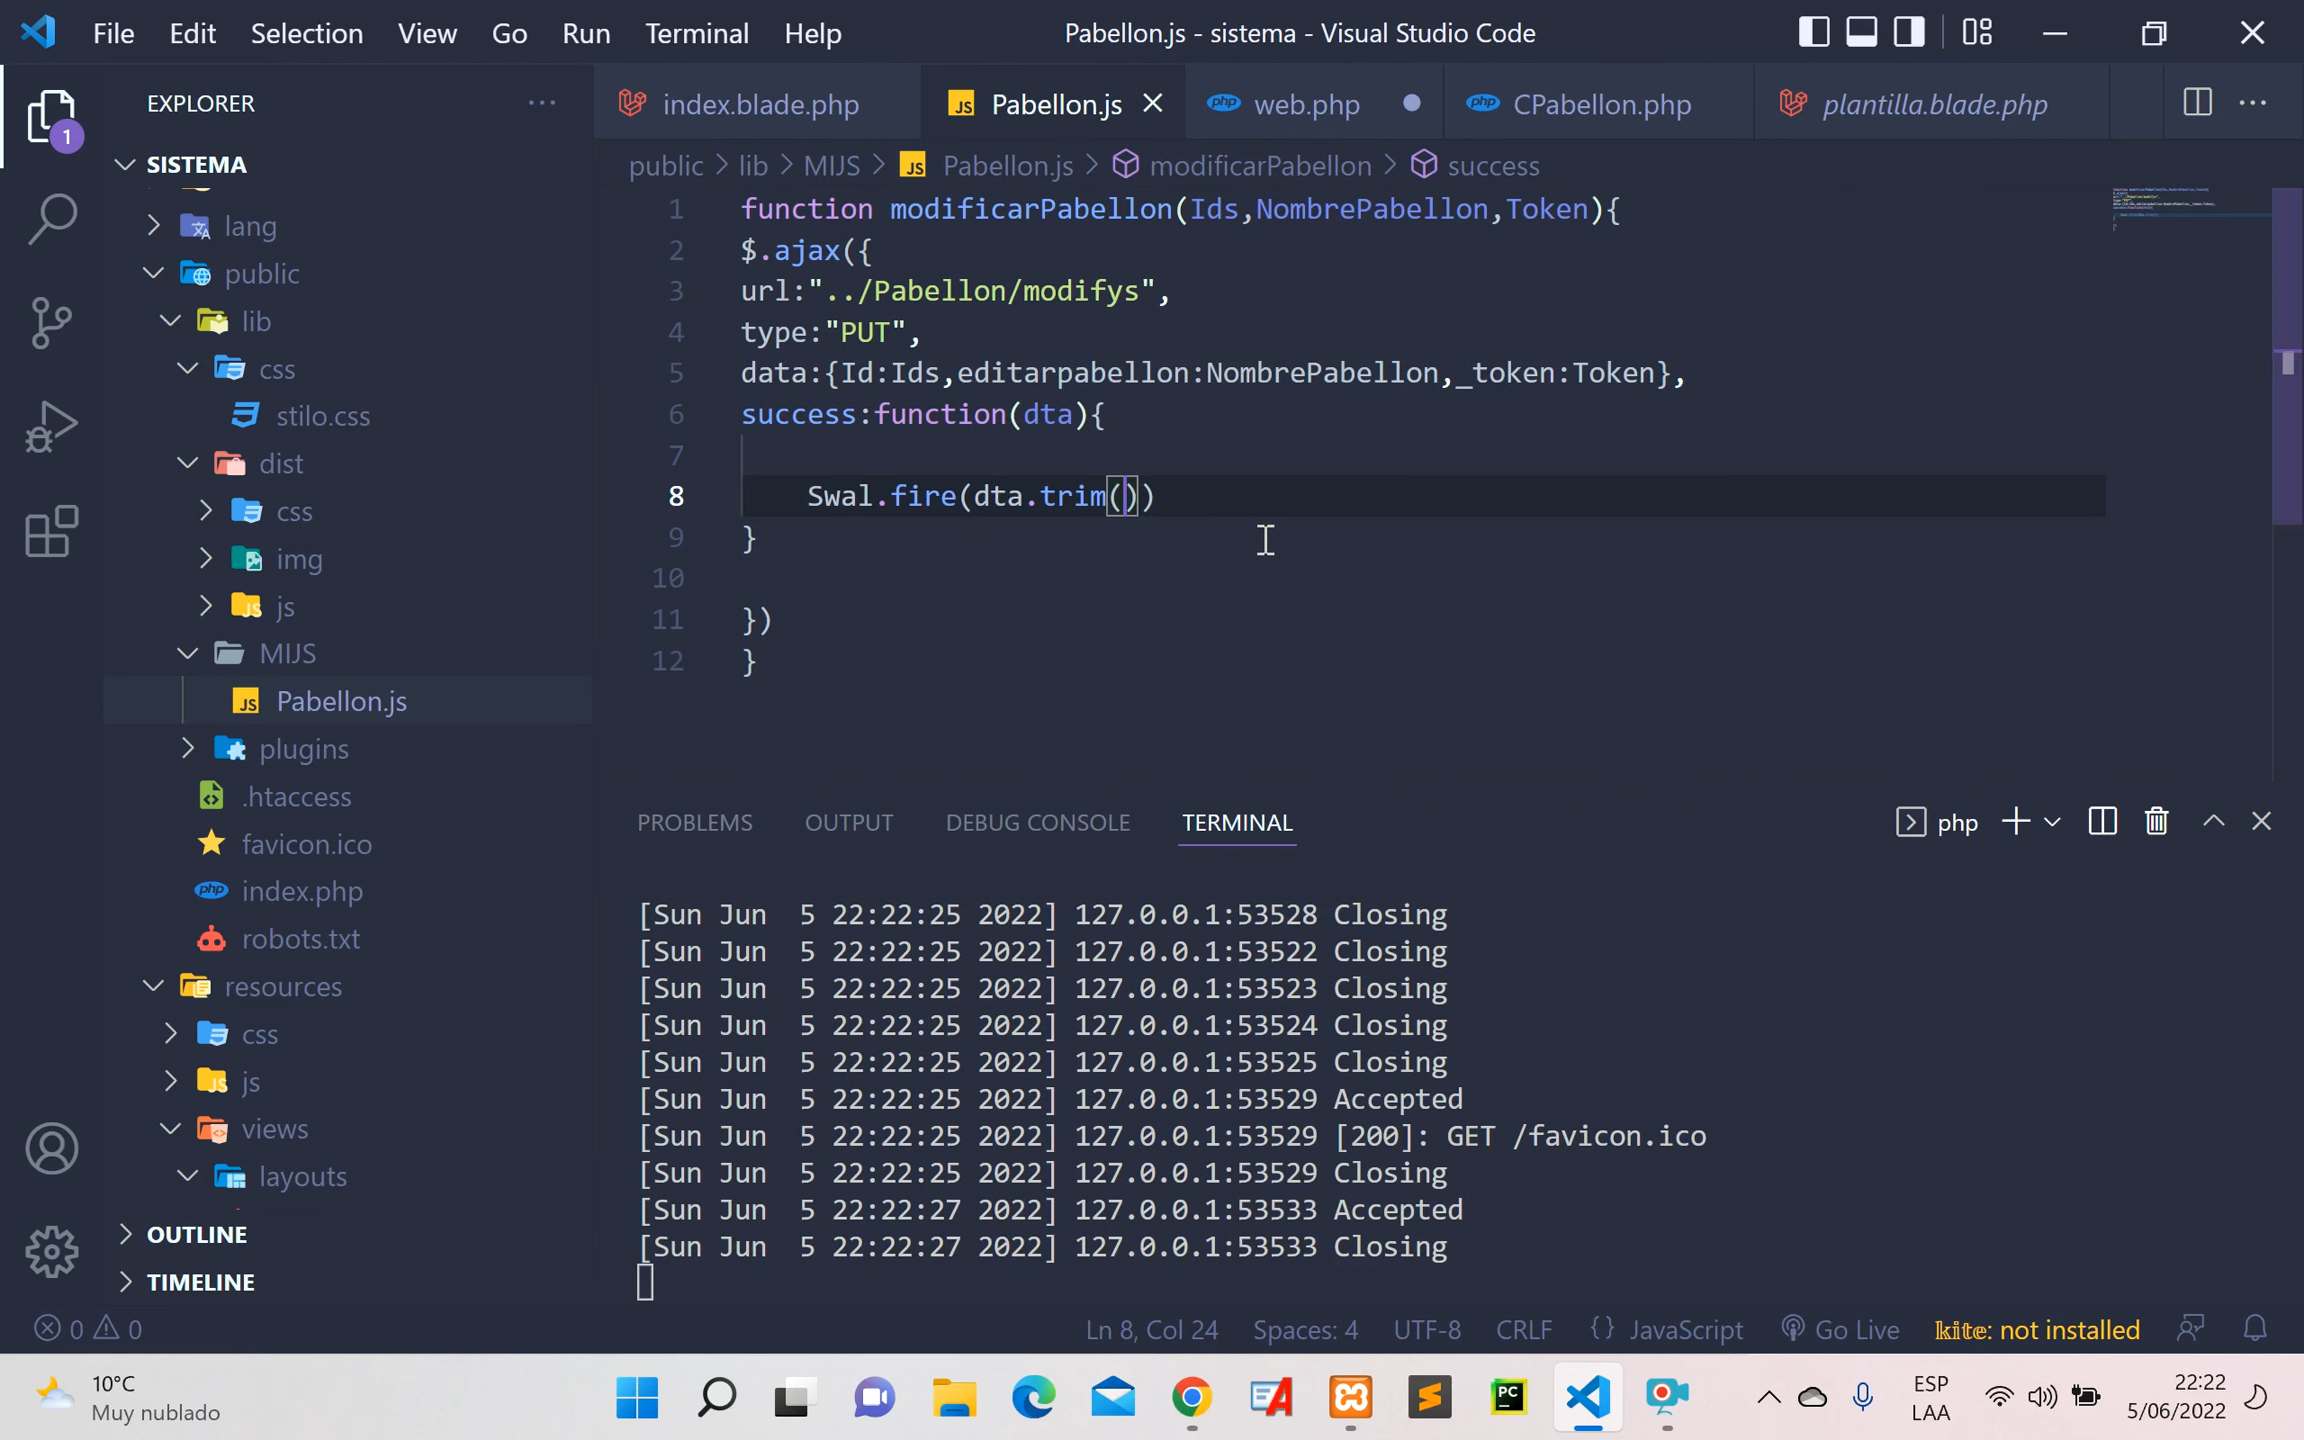 File Edit Selection View Go Run Terminal Help
Pabellon.js - sistema - Visual Studio Code
EXPLORER
index.blade.php
JS Pabellon.js
php web.php
php CPabellon.php
plantilla.blade.php
1
SISTEMA
public > lib > MIJS > JS Pabellon.js > modificarPabellon > success
lang
public
lib
css
stilo.css
dist
css
img
JS js
MIJS
JS Pabellon.js
plugins
.htaccess
favicon.ico
php index.php
robots.txt
resources
css
JS js
views
layouts
OUTLINE
TIMELINE
1 function modificarPabellon(Ids,NombrePabellon,Token){
2 $.ajax({
3 url:"../Pabellon/modifys",
4 type:"PUT",
5 data:{Id:Ids,editarpabellon:NombrePabellon,_token:Token},
6 success:function(dta){
7
8 Swal.fire(dta.trim())
9 }
10
11 })
12 }
PROBLEMS OUTPUT DEBUG CONSOLE TERMINAL
php
[Sun Jun  5 22:22:25 2022] 127.0.0.1:53528 Closing
[Sun Jun  5 22:22:25 2022] 127.0.0.1:53522 Closing
[Sun Jun  5 22:22:25 2022] 127.0.0.1:53523 Closing
[Sun Jun  5 22:22:25 2022] 127.0.0.1:53524 Closing
[Sun Jun  5 22:22:25 2022] 127.0.0.1:53525 Closing
[Sun Jun  5 22:22:25 2022] 127.0.0.1:53529 Accepted
[Sun Jun  5 22:22:25 2022] 127.0.0.1:53529 [200]: GET /favicon.ico
[Sun Jun  5 22:22:25 2022] 127.0.0.1:53529 Closing
[Sun Jun  5 22:22:27 2022] 127.0.0.1:53533 Accepted
[Sun Jun  5 22:22:27 2022] 127.0.0.1:53533 Closing
0 0
Ln 8, Col 24 Spaces: 4 UTF-8 CRLF {} JavaScript Go Live kite: not installed
10°C
Muy nublado
PC
ESP
LAA
22:22
5/06/2022